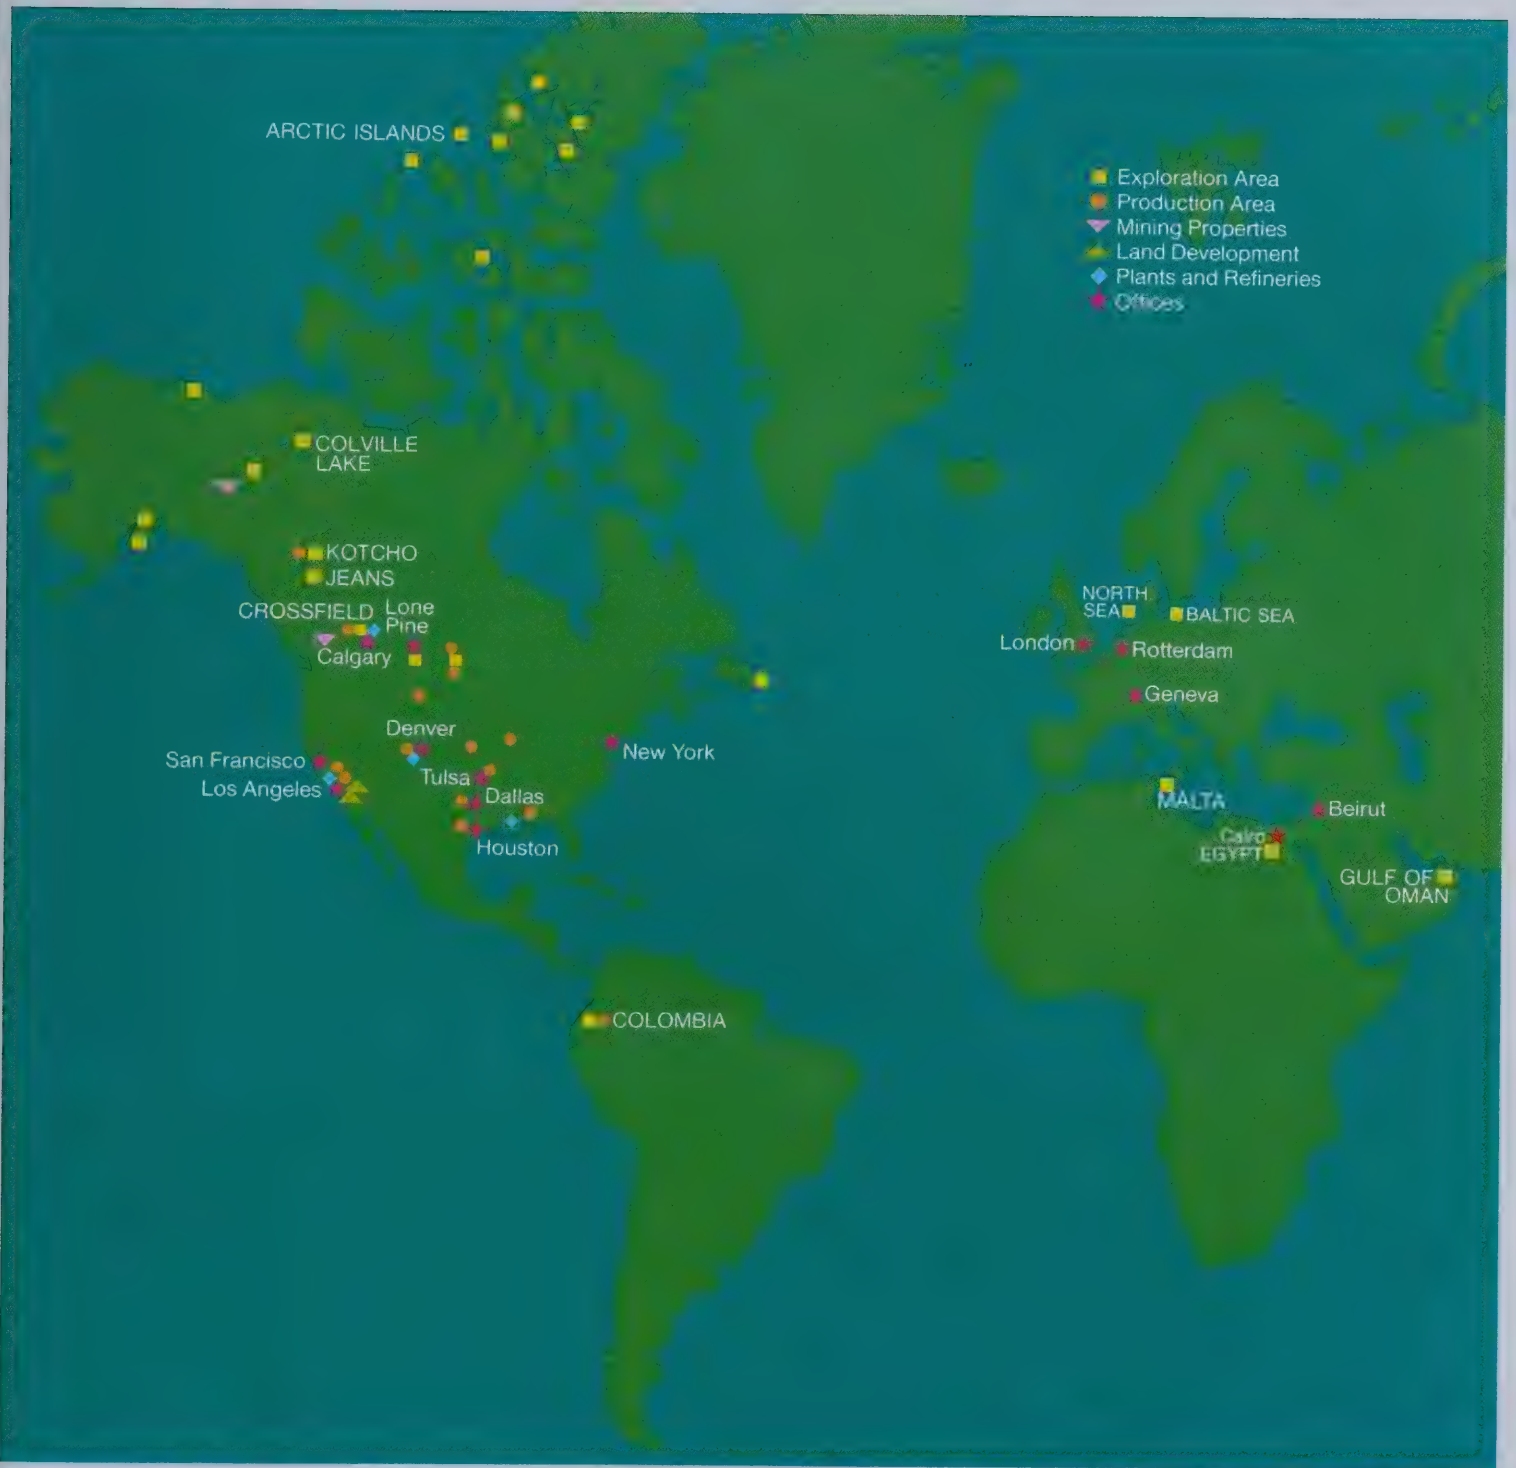 ARCTIC ISLANDS
Exploration Area
Production Area
Mining Properties
Land Development
Plants and Refineries
Offices
COLVILLE
LAKE
KOTCHO
JEANS
CROSSFIELD
Lone
Pine
Calgary
NORTH
SEA
BALTIC SEA
London
Rotterdam
Geneva
Denver
San Francisco
New York
Tulsa
Los Angeles
Dallas
Houston
MALTA
Beirut
Cairo
EGYPT
GULF OF
OMAN
COLOMBIA